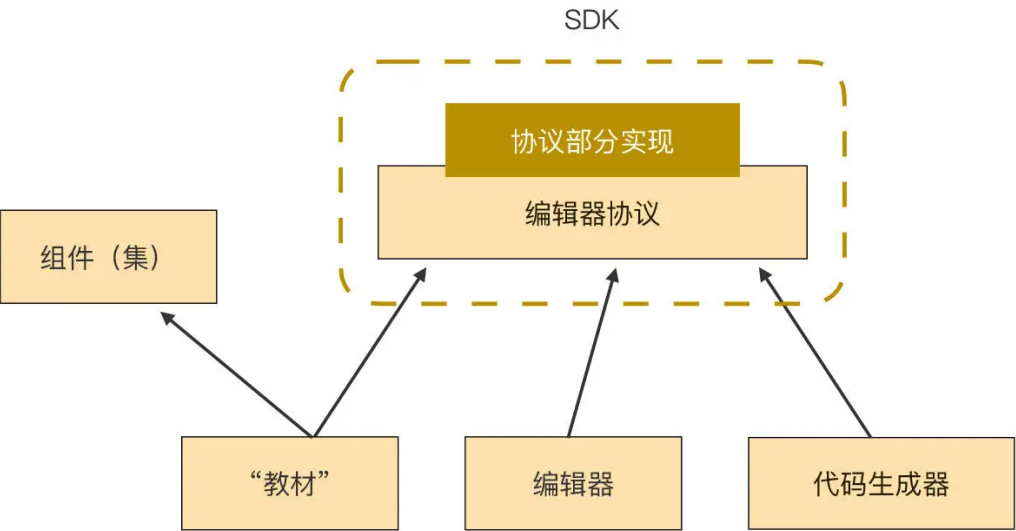 SDK
协议部分实现
编辑器协议
组件（集）
“教材”
编辑器
代码生成器